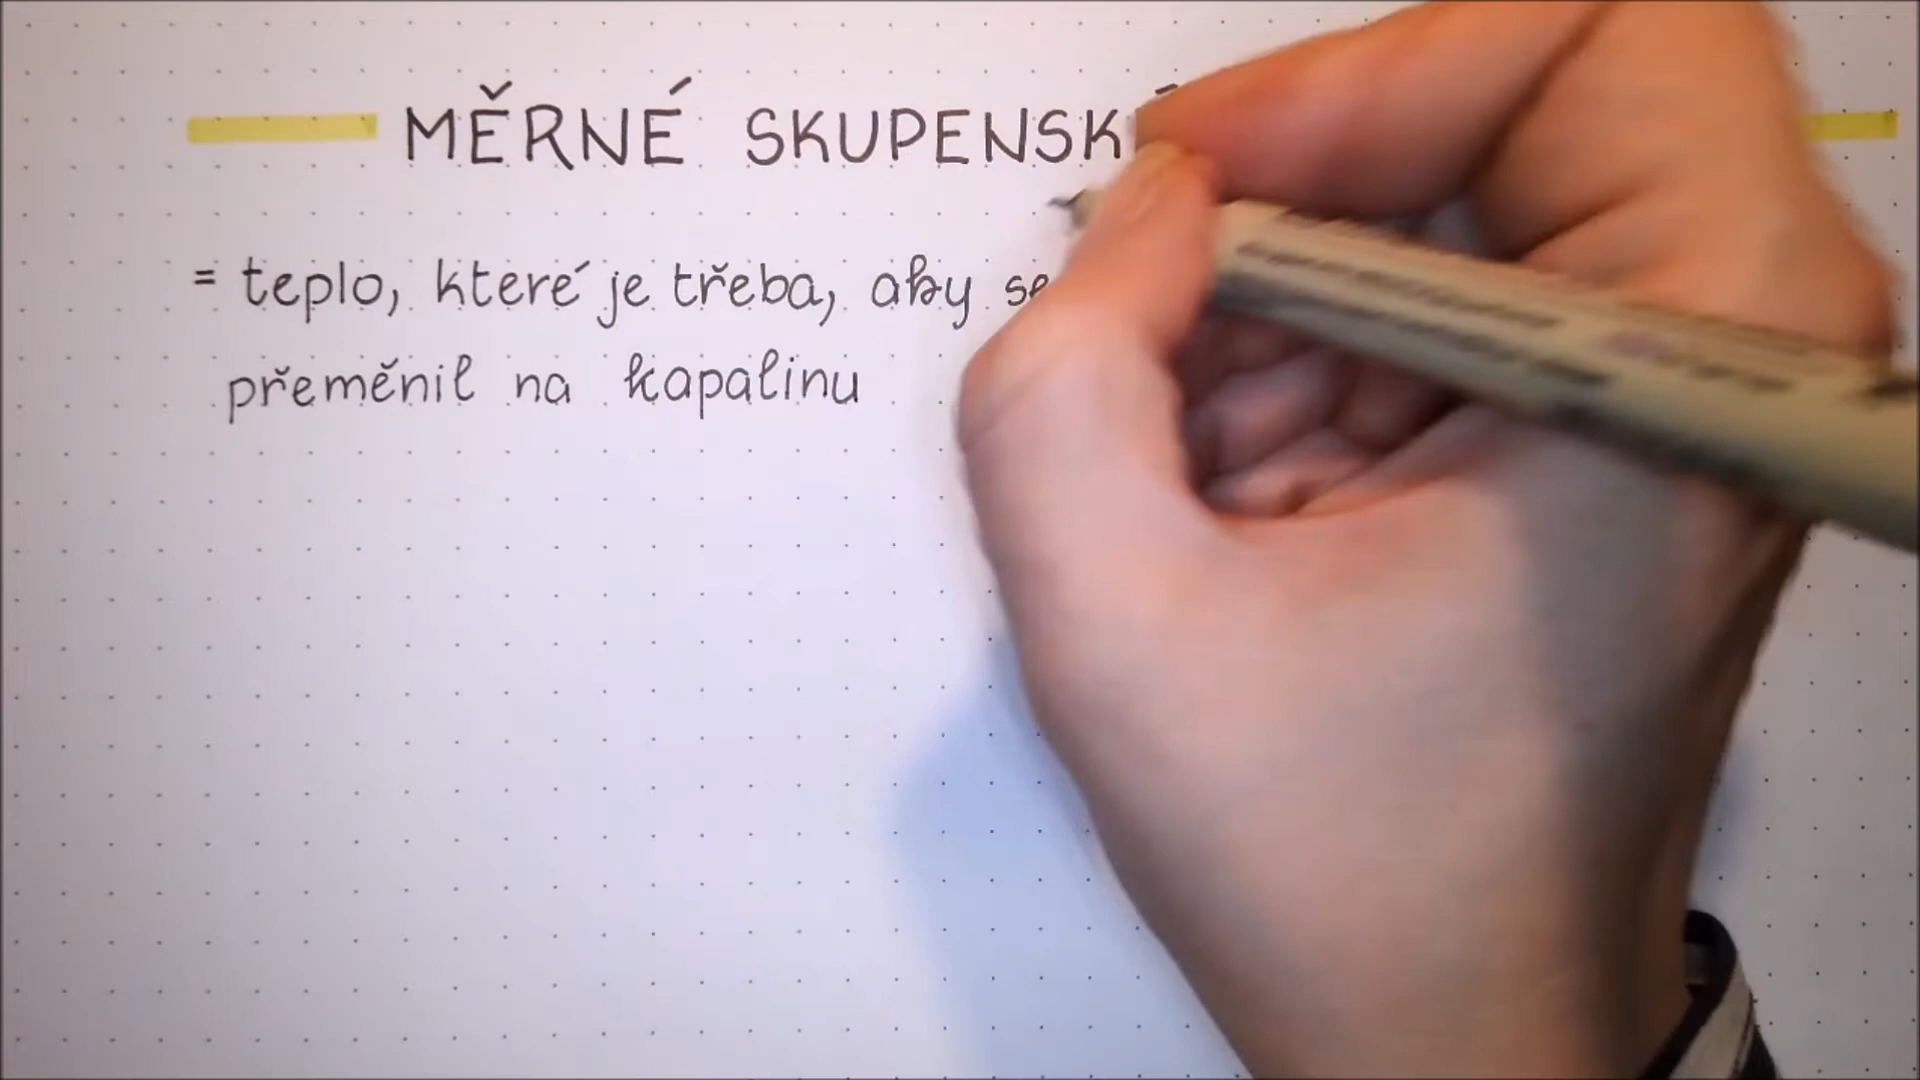 MĚRNÉ SKUPENSK
= teplo, které je třeba, aby se
přeměnil na kapalinu